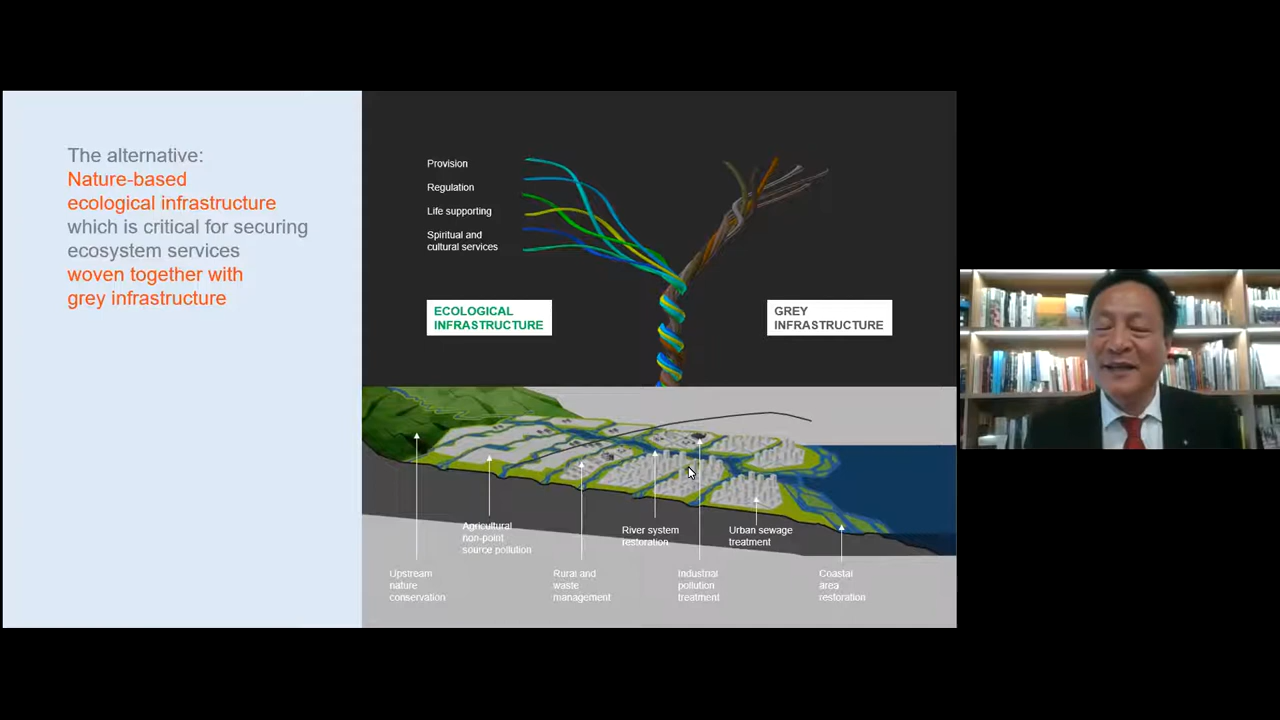 The alternative:
Nature-based
ecological infrastructure
which is critical for securing
ecosystem services
woven together with
grey infrastructure
Provision
Regulation
Life supporting
Spiritual and
cultural services
ECOLOGICAL
INFRASTRUCTURE
GREY
INFRASTRUCTURE
Agricultural
non-point
source pollution
River system
restoration
Urban sewage
treatment
Upstream
nature
conservation
Rural and
waste
management
Industrial
pollution
treatment
Coastal
area
restoration